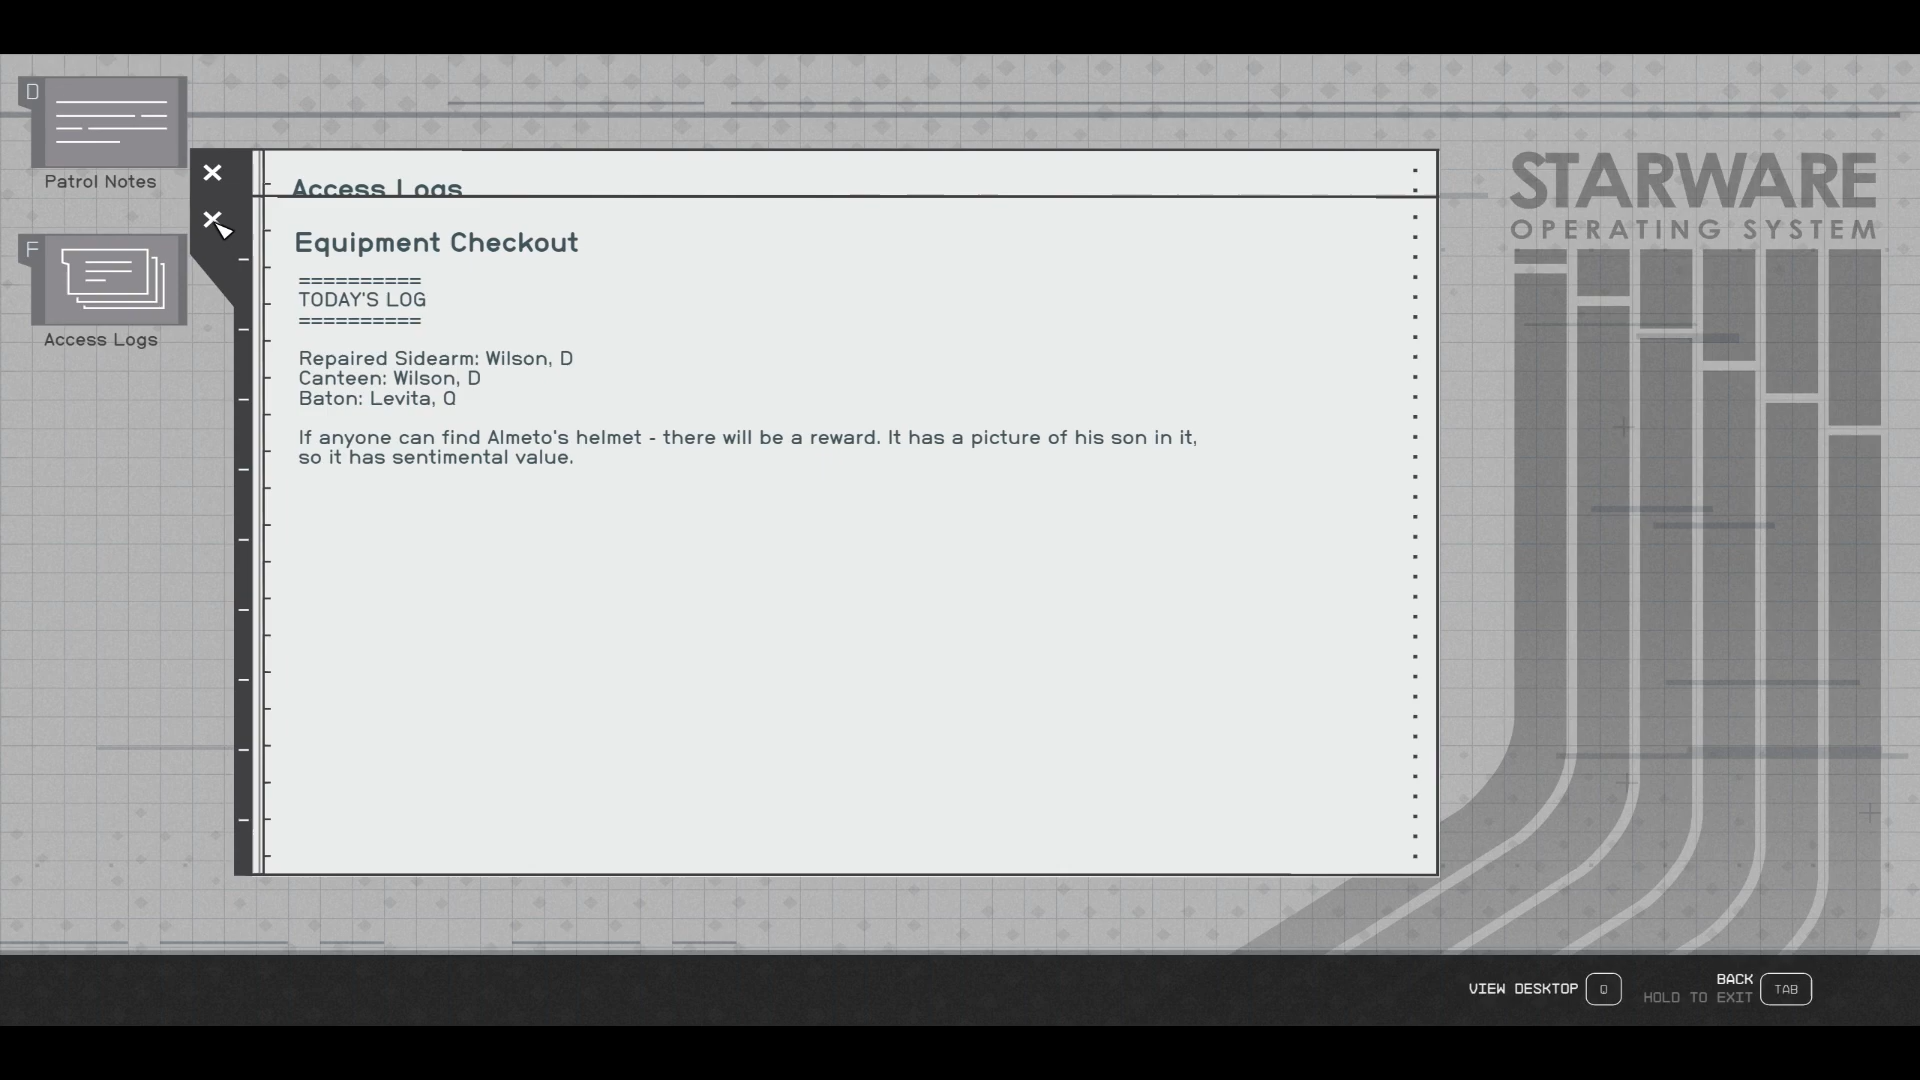 D
Patrol Notes
F
Access Logs
Access Logs
Equipment Checkout
==========
TODAY'S LOG
==========
Repaired Sidearm: Wilson, D
Canteen: Wilson, D
Baton: Levita, Q
If anyone can find Almeto's helmet - there will be a reward. It has a picture of his son in it,
so it has sentimental value.
STARWARE
OPERATING SYSTEM
VIEW DESKTOP Q
BACK
HOLD TO EXIT TAB